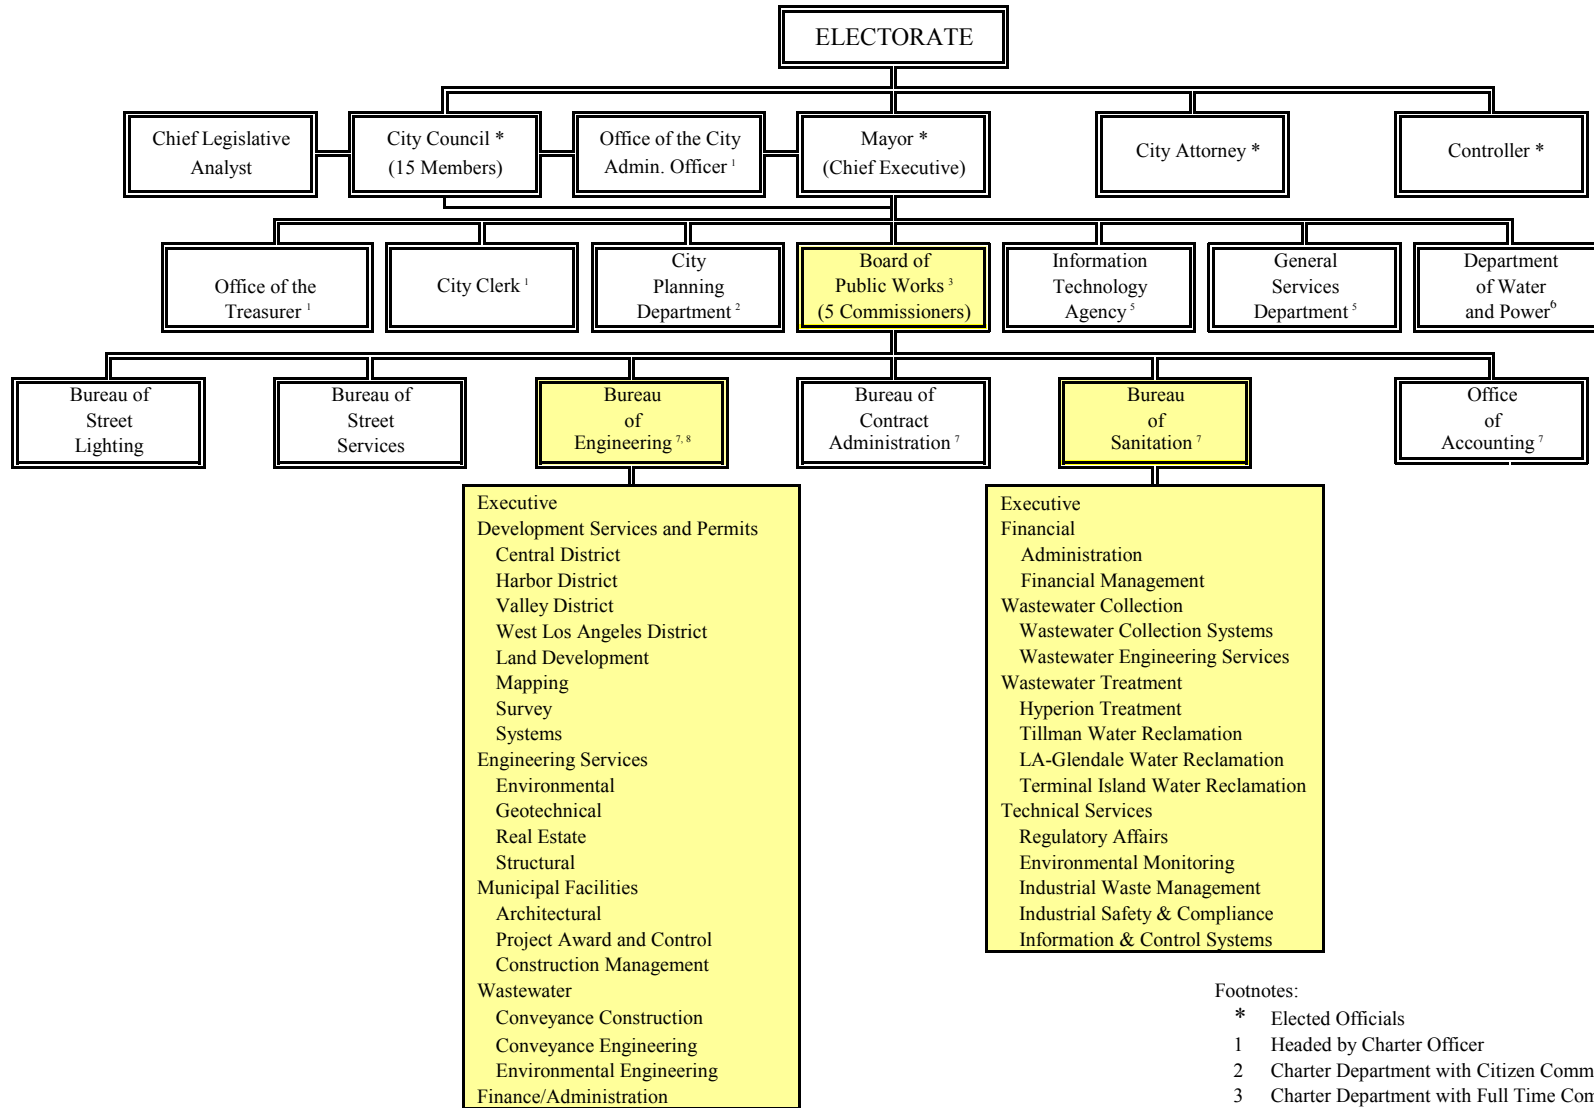 ELECTORATE
Chief Legislative
Analyst
City Council *
(15 Members)
Office of the City
Admin. Officer 1
Mayor *
(Chief Executive)
City Attorney *
Controller *
Office of the
Treasurer 1
City Clerk 1
City
Planning
Department 2
Board of
Public Works 3
(5 Commissioners)
Information
Technology
Agency 5
General
Services
Department 5
Department
of Water
and Power 6
Bureau of
Street
Lighting
Bureau of
Street
Services
Bureau
of
Engineering 7, 8
Bureau of
Contract
Administration 7
Bureau
of
Sanitation 7
Office
of
Accounting 7
Executive
Development Services and Permits
Central District
Harbor District
Valley District
West Los Angeles District
Land Development
Mapping
Survey
Systems
Engineering Services
Environmental
Geotechnical
Real Estate
Structural
Municipal Facilities
Architectural
Project Award and Control
Construction Management
Wastewater
Conveyance Construction
Conveyance Engineering
Environmental Engineering
Finance/Administration
Executive
Financial
Administration
Financial Management
Wastewater Collection
Wastewater Collection Systems
Wastewater Engineering Services
Wastewater Treatment
Hyperion Treatment
Tillman Water Reclamation
LA-Glendale Water Reclamation
Terminal Island Water Reclamation
Technical Services
Regulatory Affairs
Environmental Monitoring
Industrial Waste Management
Industrial Safety & Compliance
Information & Control Systems
Footnotes:
* Elected Officials
1 Headed by Charter Officer
2 Charter Department with Citizen Comm
3 Charter Department with Full Time Com